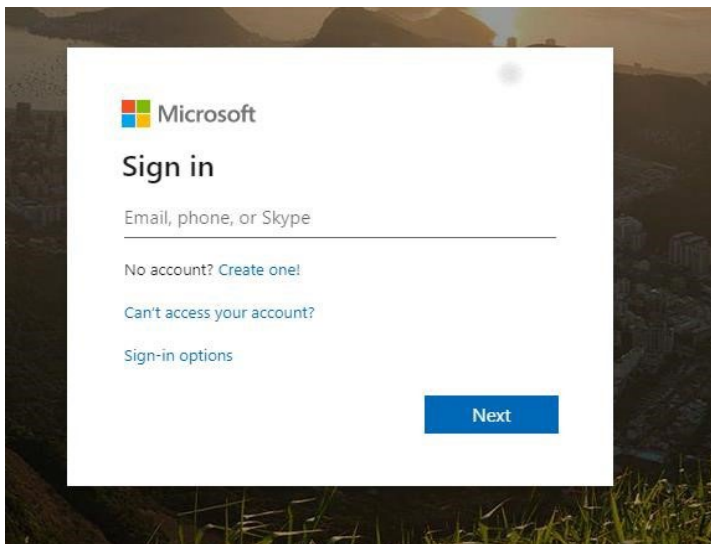 Microsoft
Sign in
Email, phone, or Skype
No account? Create one!
Can't access your account?
Sign-in options
Next